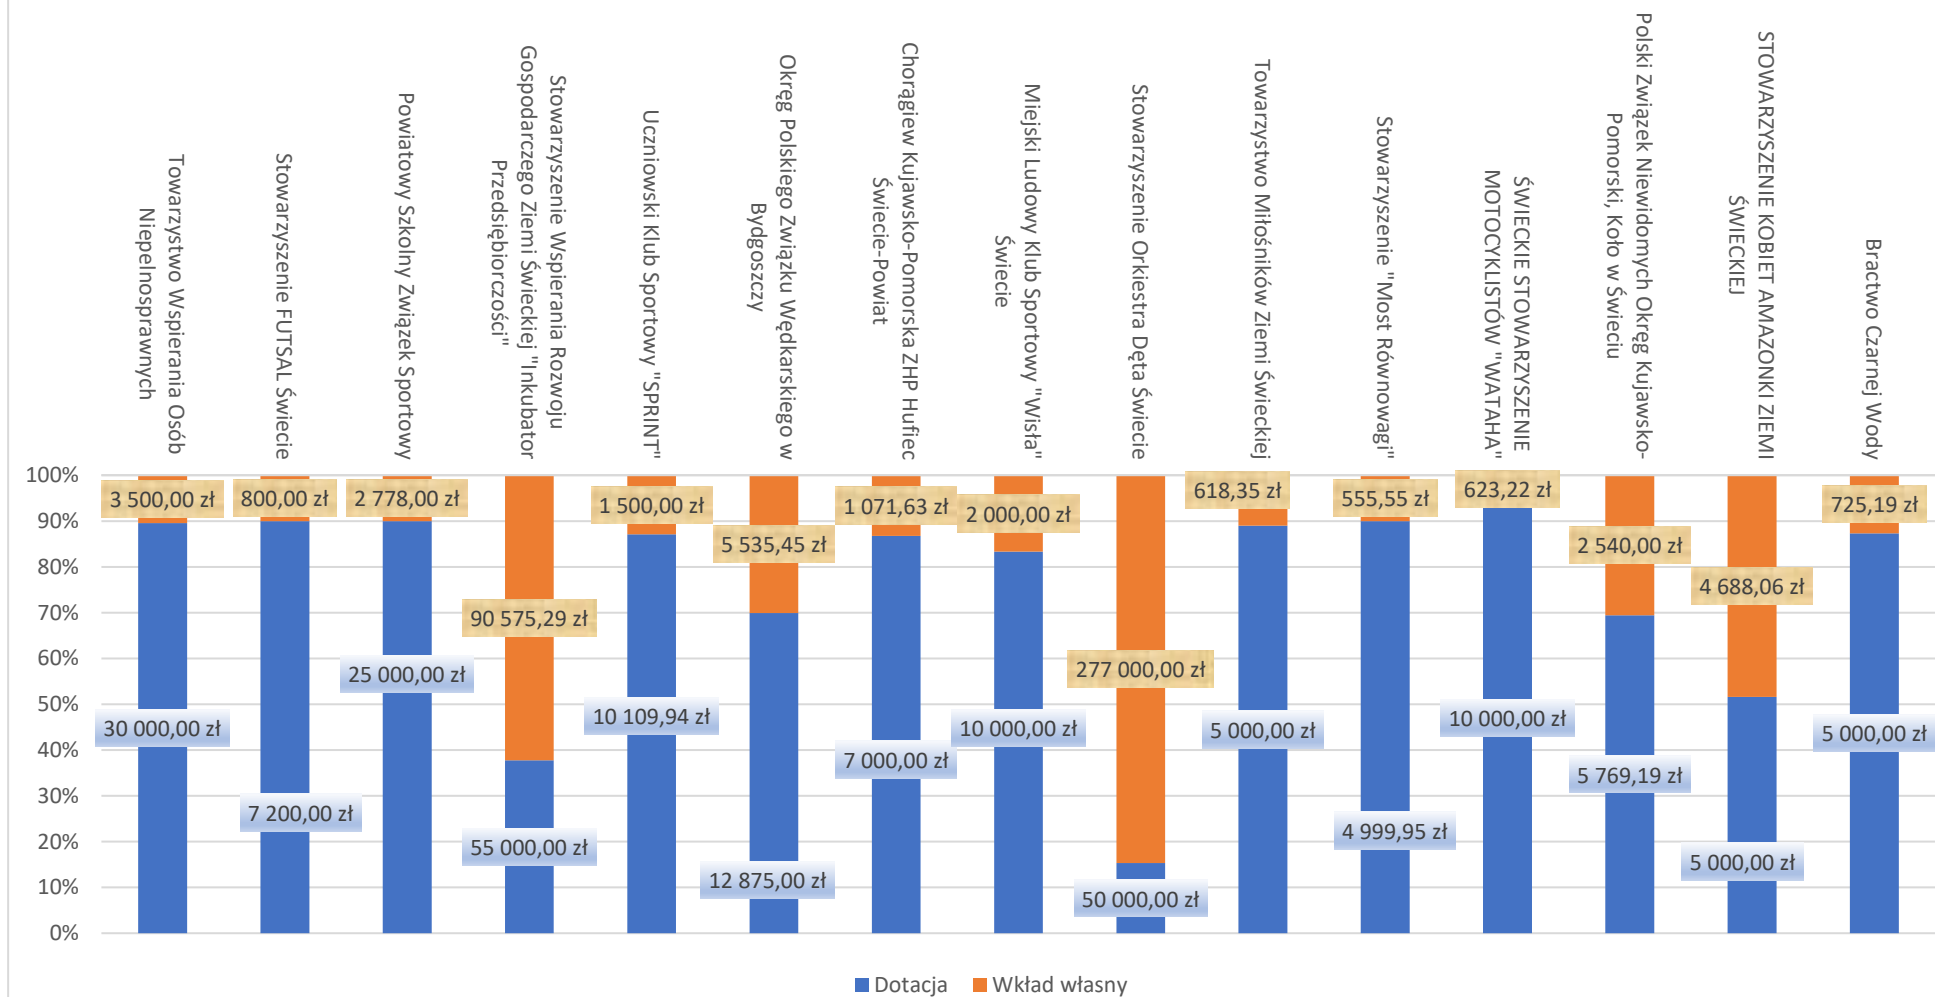 Towarzystwo Wspierania Osób
Niepełnosprawnych
Stowarzyszenie FUTSAL Świecie
Powiatowy Szkolny Związek Sportowy
Stowarzyszenie Wspierania Rozwoju
Gospodarczego Ziemi Świeckiej "Inkubator
Przedsiębiorczości"
Uczniowski Klub Sportowy "SPRINT"
Okręg Polskiego Związku Wędkarskiego w
Bydgoszczy
Chorągiew Kujawsko-Pomorska ZHP Hufiec
Świecie-Powiat
Miejski Ludowy Klub Sportowy "Wisła"
Świecie
Stowarzyszenie Orkiestra Dęta Świecie
Towarzystwo Miłośników Ziemi Świeckiej
Stowarzyszenie "Most Równowagi"
ŚWIECKIE STOWARZYSZENIE
MOTOCYKLISTÓW "WATAHA"
Polski Związek Niewidomych Okręg Kujawsko-
Pomorski, Koło w Świeciu
STOWARZYSZENIE KOBIET AMAZONKI ZIEMI
ŚWIECKIEJ
Bractwo Czarnej Wody
100%
90%
80%
70%
60%
50%
40%
30%
20%
10%
0%
3 500,00 zł
800,00 zł
2 778,00 zł
90 575,29 zł
1 500,00 zł
5 535,45 zł
1 071,63 zł
2 000,00 zł
277 000,00 zł
618,35 zł
555,55 zł
623,22 zł
2 540,00 zł
4 688,06 zł
725,19 zł
30 000,00 zł
7 200,00 zł
25 000,00 zł
55 000,00 zł
10 109,94 zł
12 875,00 zł
7 000,00 zł
10 000,00 zł
50 000,00 zł
5 000,00 zł
4 999,95 zł
10 000,00 zł
5 769,19 zł
5 000,00 zł
5 000,00 zł
Dotacja
Wkład własny